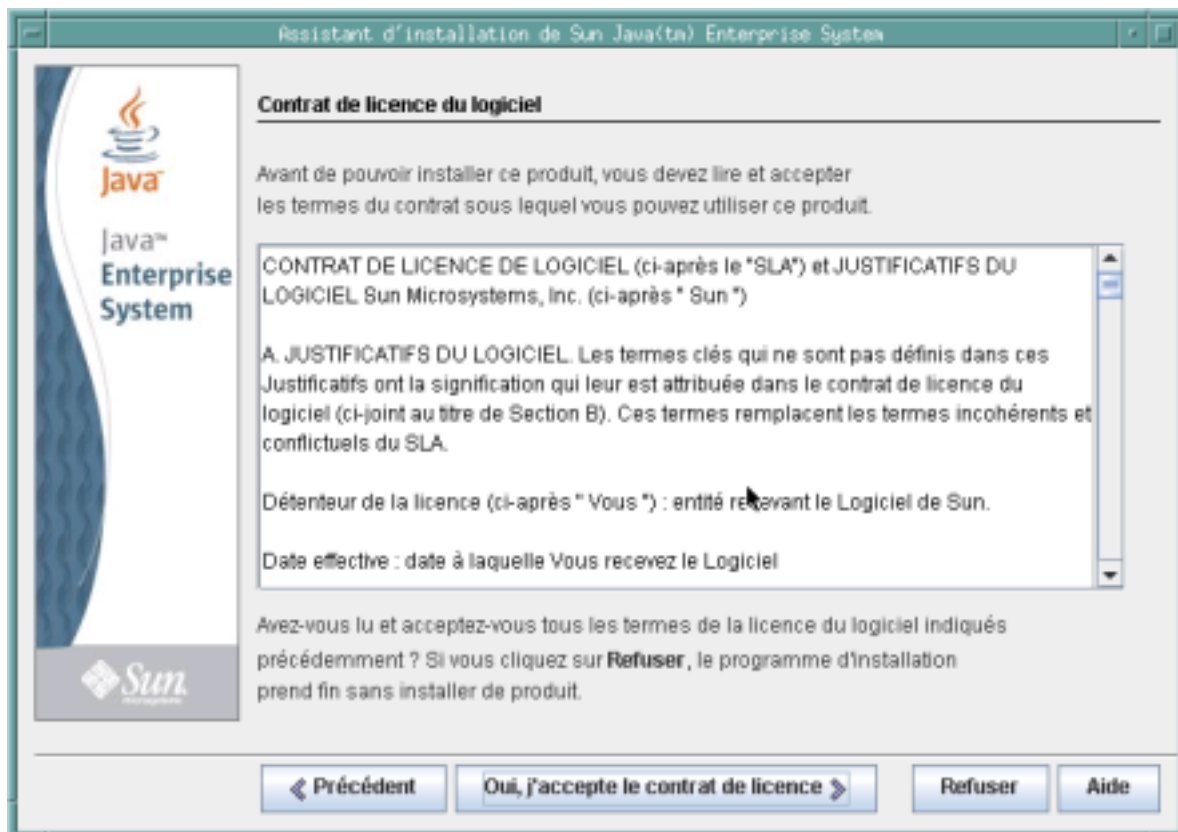 Assistant d'installation de Sun Java(tm) Enterprise System
Java
Java™
Enterprise
System
Sun
microsystems
Contrat de licence du logiciel
Avant de pouvoir installer ce produit, vous devez lire et accepter
les termes du contrat sous lequel vous pouvez utiliser ce produit.
CONTRAT DE LICENCE DE LOGICIEL (ci-après le "SLA") et JUSTIFICATIFS DU
LOGICIEL Sun Microsystems, Inc. (ci-après " Sun ")
A. JUSTIFICATIFS DU LOGICIEL. Les termes clés qui ne sont pas définis dans ces
Justificatifs ont la signification qui leur est attribuée dans le contrat de licence du
logiciel (ci-joint au titre de Section B). Ces termes remplacent les termes incohérents et
conflictuels du SLA.
Détenteur de la licence (ci-après " Vous ") : entité recevant le Logiciel de Sun.
Date effective : date à laquelle Vous recevez le Logiciel
Avez-vous lu et acceptez-vous tous les termes de la licence du logiciel indiqués
précédemment ? Si vous cliquez sur Refuser, le programme d'installation
prend fin sans installer de produit.
Précédent
Oui, j'accepte le contrat de licence
Refuser
Aide